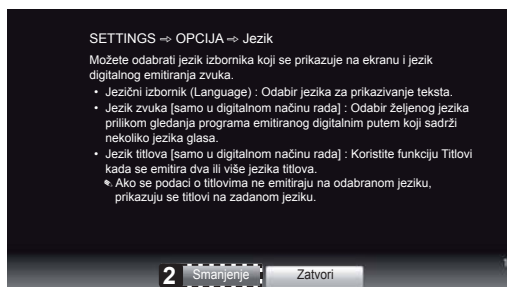 SETTINGS ⇨ OPCIJA ⇨ Jezik
Možete odabrati jezik izbornika koji se prikazuje na ekranu i jezik
digitalnog emitiranja zvuka.
• Jezični izbornik (Language) : Odabir jezika za prikazivanje teksta.
• Jezik zvuka [samo u digitalnom načinu rada] : Odabir željenog jezika
prilikom gledanja programa emitiranog digitalnim putem koji sadrži
nekoliko jezika glasa.
• Jezik titlova [samo u digitalnom načinu rada] : Koristite funkciju Titlovi
kada se emitira dva ili više jezika titlova.
✎ Ako se podaci o titlovima ne emitiraju na odabranom jeziku,
prikazuju se titlovi na zadanom jeziku.
2 Smanjenje Zatvori